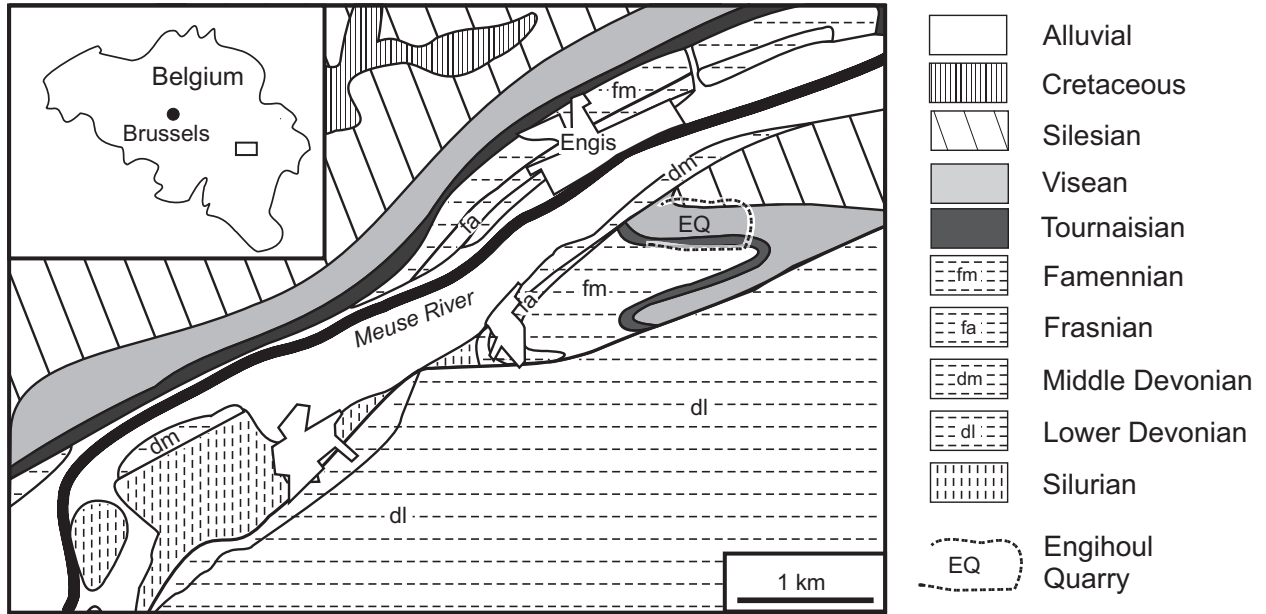 Belgium
Brussels
fm
Engis
dm
fa
EQ
fm
fa
Meuse River
dl
dm
dl
1 km
Alluvial
Cretaceous
Silesian
Visean
Tournaisian
fm Famennian
fa Frasnian
dm Middle Devonian
dl Lower Devonian
Silurian
EQ Engihoul
Quarry